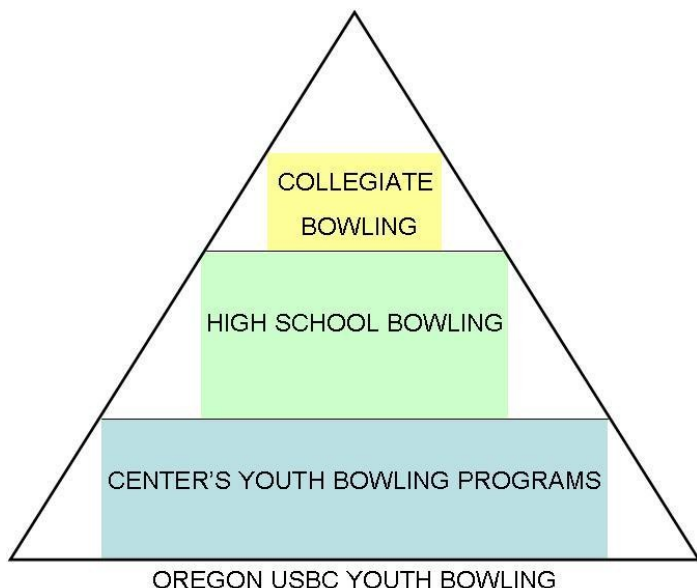 COLLEGIATE
BOWLING
HIGH SCHOOL BOWLING
CENTER’S YOUTH BOWLING PROGRAMS
OREGON USBC YOUTH BOWLING